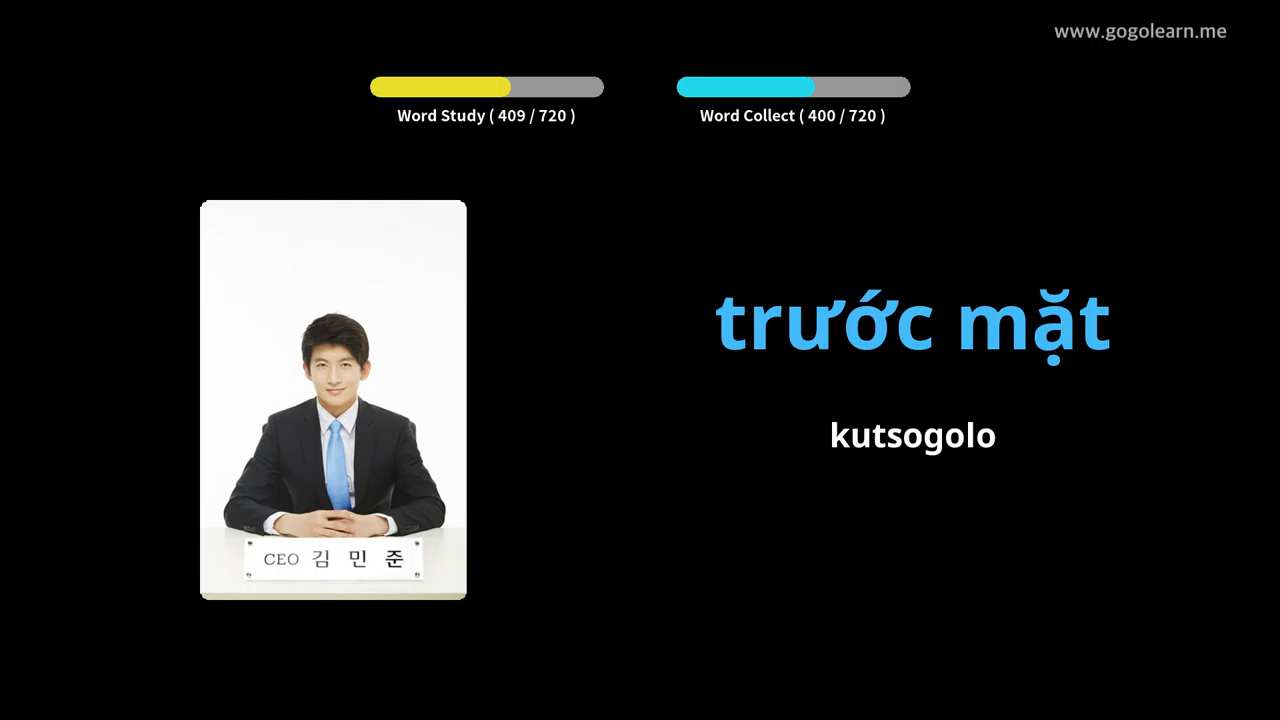 www.gogolearn.me
Word Study ( 409 / 720 )
Word Collect ( 400 / 720 )
trước mặt
kutsogolo
CEO 김 민 준